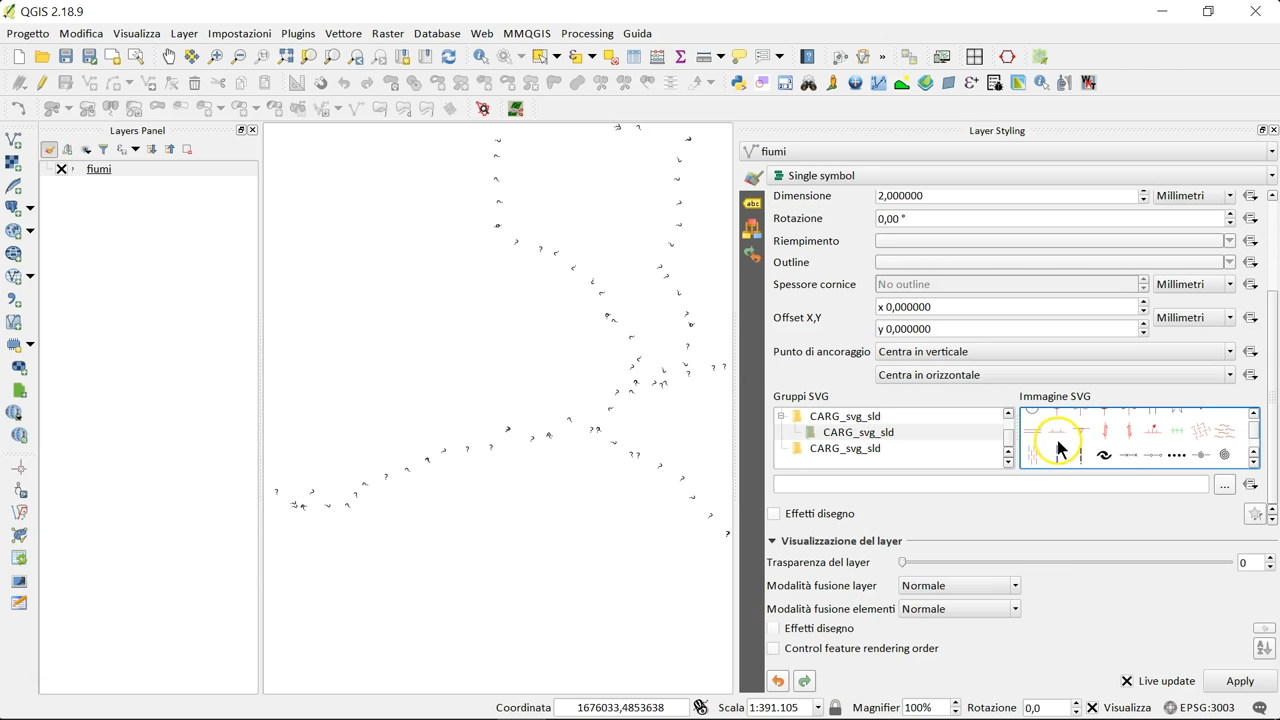 QGIS 2.18.9
Progetto Modifica Visualizza Layer Impostazioni Plugins Vettore Raster Database Web MMQGIS Processing Guida
Layers Panel
fiumi
Layer Styling
fiumi
Single symbol
abc
Dimensione 2,000000 Millimetri
Rotazione 0,00 °
Riempimento
Outline
Spessore cornice No outline Millimetri
Offset X,Y x 0,000000 Millimetri
y 0,000000
Punto di ancoraggio Centra in verticale
Centra in orizzontale
Gruppi SVG Immagine SVG
CARG_svg_sld
CARG_svg_sld
CARG_svg_sld
...
Effetti disegno
Visualizzazione del layer
Trasparenza del layer 0
Modalità fusione layer Normale
Modalità fusione elementi Normale
Effetti disegno
Control feature rendering order
Live update Apply
Coordinata 1676033,4853638 Scala 1:391.105 Magnifier 100% Rotazione 0,0 Visualizza EPSG:3003